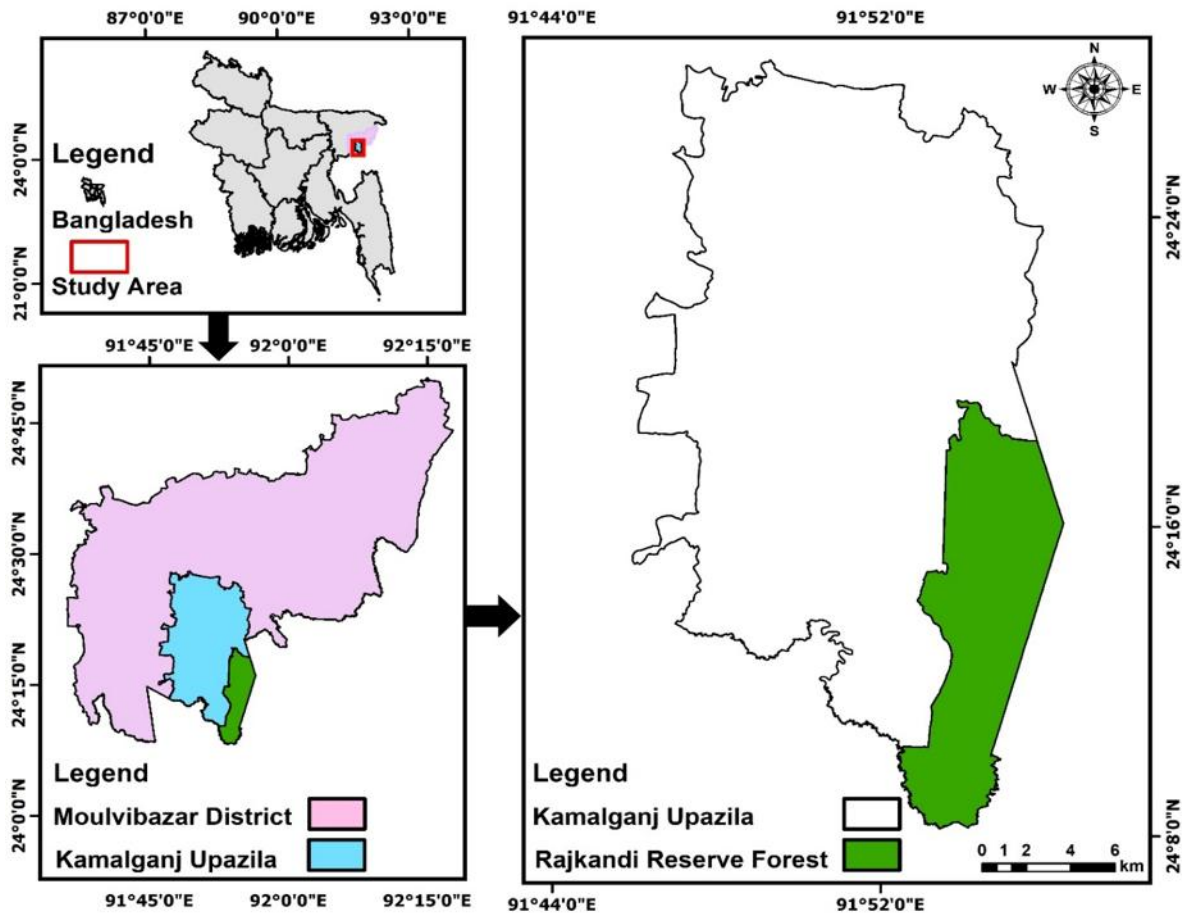 87°0'0"E 90°0'0"E 93°0'0"E
24°0'0"N
21°0'0"N
Legend
Bangladesh
Study Area
91°45'0"E 92°0'0"E 92°15'0"E
24°45'0"N
24°30'0"N
24°15'0"N
24°0'0"N
Legend
Moulvibazar District
Kamalganj Upazila
91°45'0"E 92°0'0"E 92°15'0"E
91°44'0"E 91°52'0"E
N
W E
S
24°24'0"N
24°16'0"N
24°8'0"N
Legend
Kamalganj Upazila
Rajkandi Reserve Forest
0 1 2 4 6
km
91°44'0"E 91°52'0"E